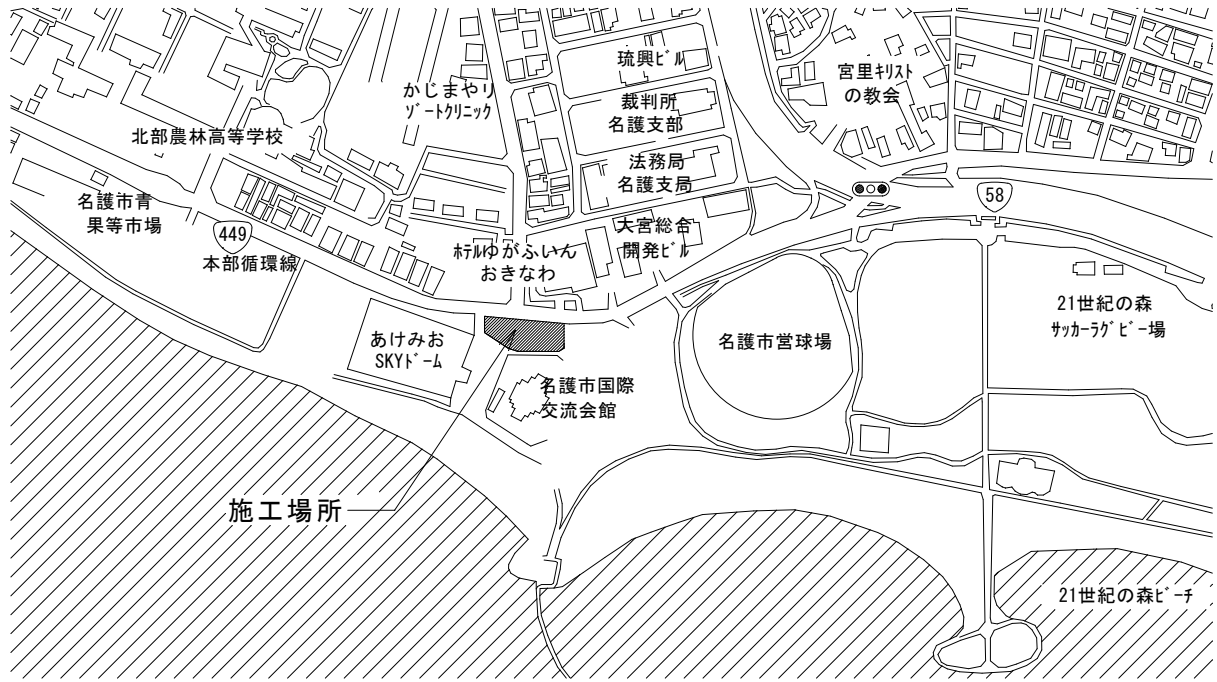 琉興ビル
宮里キリスト
の教会
かじまやリ
ゾートクリニック
裁判所
名護支部
北部農林高等学校
法務局
名護支局
58
名護市青
果等市場
449
本部循環線
大宮総合
開発ビル
ホテルゆがふいん
おきなわ
21世紀の森
サッカーラグビー場
あけみお
SKYドーム
名護市営球場
名護市国際
交流会館
施工場所
21世紀の森ビーチ